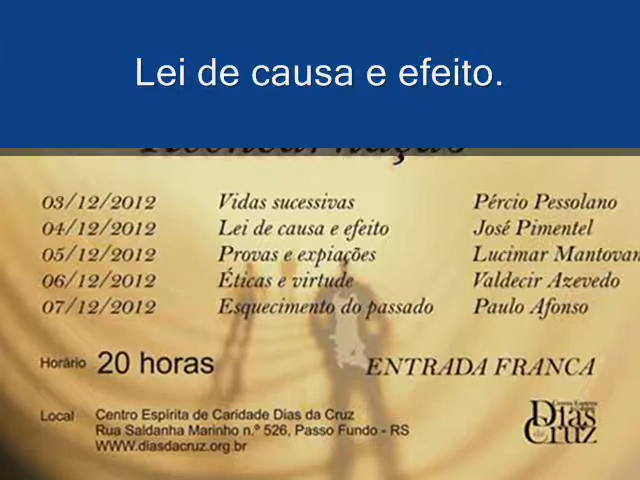 Lei de causa e efeito.
03/12/2012 Vidas sucessivas Pércio Pessolano
04/12/2012 Lei de causa e efeito José Pimentel
05/12/2012 Provas e expiações Lucimar Mantovan
06/12/2012 Éticas e virtude Valdecir Azevedo
07/12/2012 Esquecimento do passado Paulo Afonso
Horário 20 horas ENTRADA FRANCA
Local Centro Espírita de Caridade Dias da Cruz
Rua Saldanha Marinho n.º 526, Passo Fundo - RS
WWW.diasdacruz.org.br
Dias
da Cruz